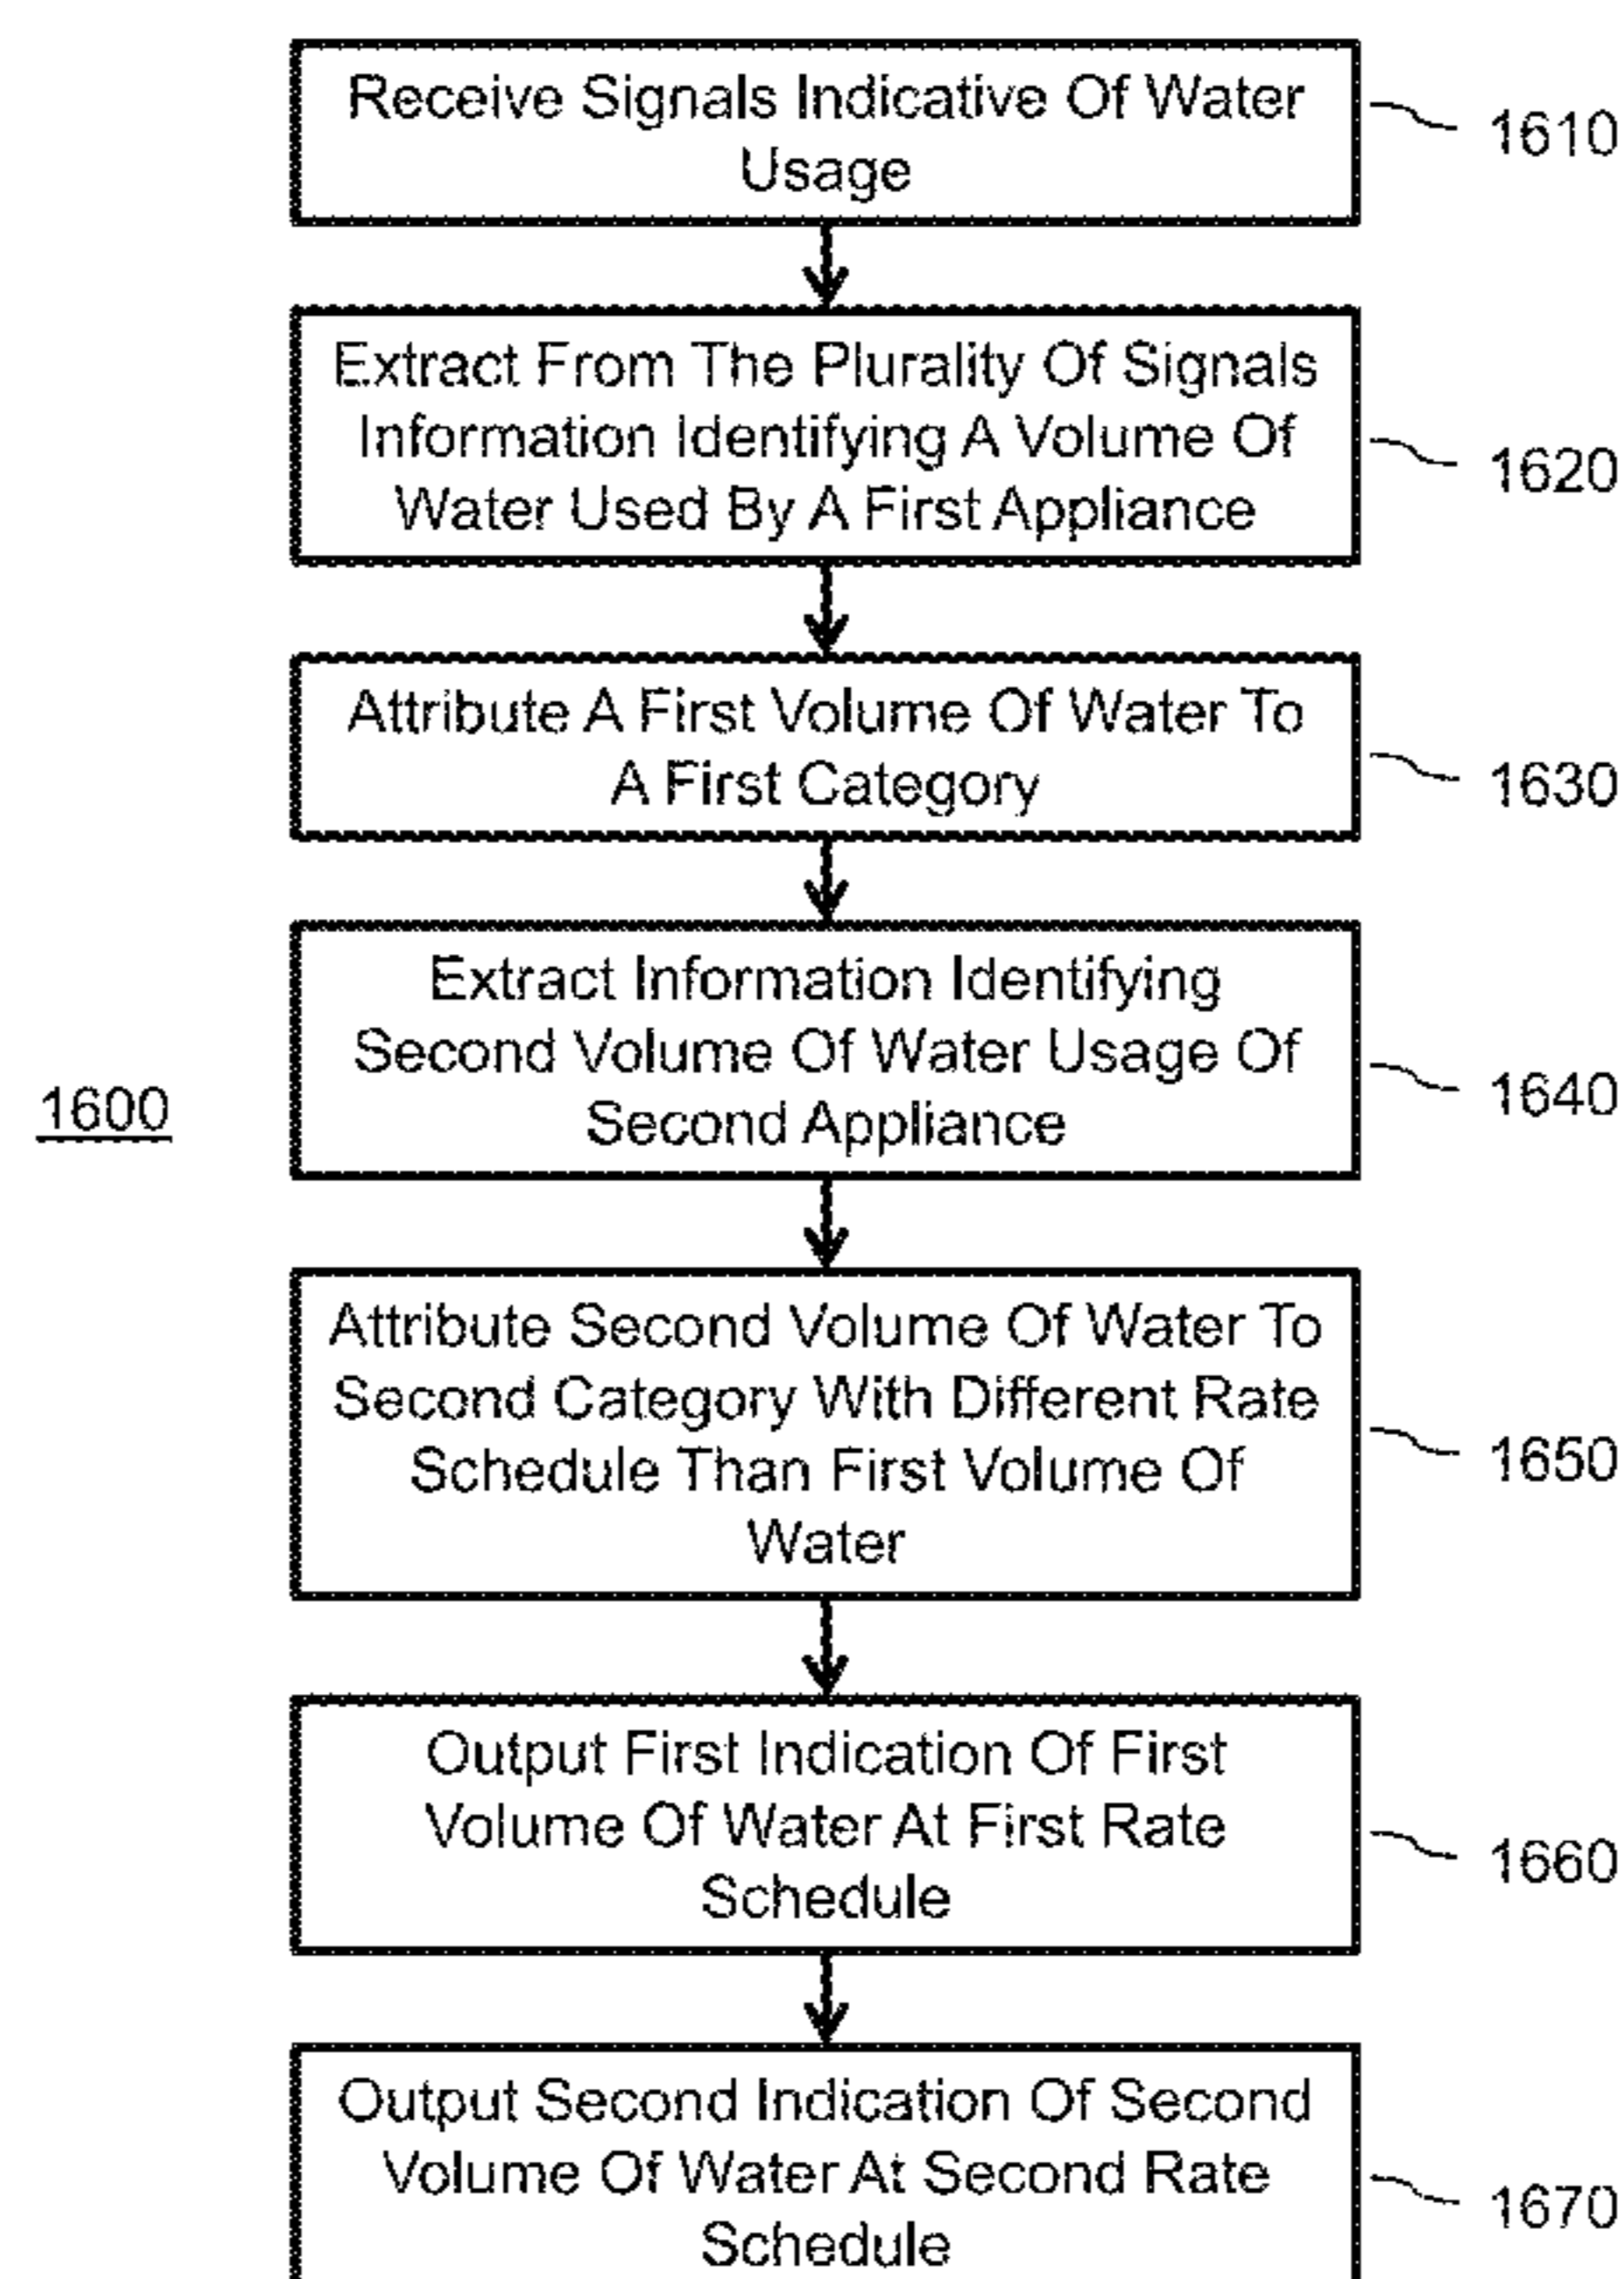 Receive Signals Indicative Of Water
Usage
1610
Extract From The Plurality Of Signals
Information Identifying A Volume Of
Water Used By A First Appliance
1620
Attribute A First Volume Of Water To
A First Category
1630
Extract Information Identifying
Second Volume Of Water Usage Of
Second Appliance
1640
1600
Attribute Second Volume Of Water To
Second Category With Different Rate
Schedule Than First Volume Of
Water
1650
Output First Indication Of First
Volume Of Water At First Rate
Schedule
1660
Output Second Indication Of Second
Volume Of Water At Second Rate
Schedule
1670